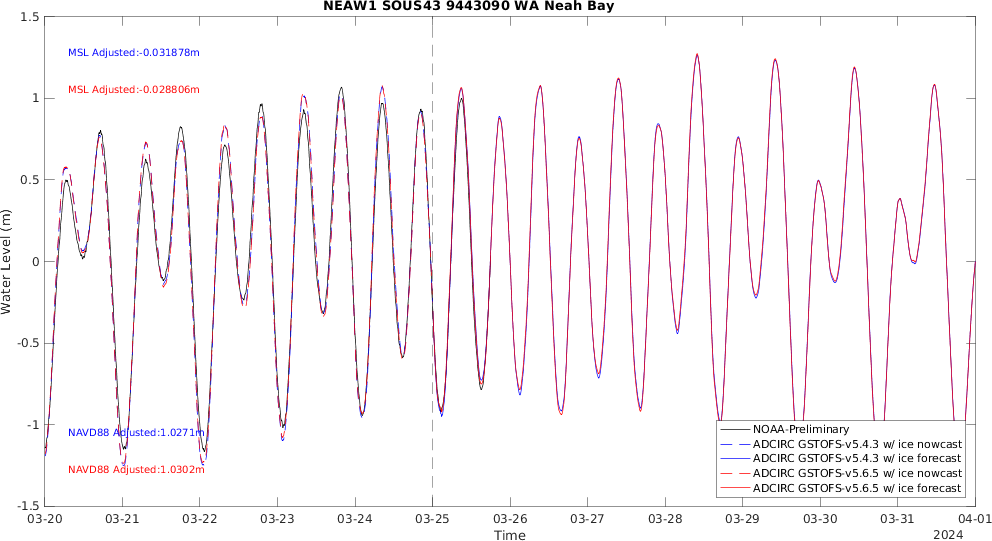 NEAW1 SOUS43 9443090 WA Neah Bay
1.5
1
0.5
0
-0.5
-1
-1.5
Water Level (m)
MSL Adjusted:-0.031878m
MSL Adjusted:-0.028806m
NAVD88 Adjusted:1.0271m
NAVD88 Adjusted:1.0302m
NOAA-Preliminary
ADCIRC GSTOFS-v5.4.3 w/ ice nowcast
ADCIRC GSTOFS-v5.4.3 w/ ice forecast
ADCIRC GSTOFS-v5.6.5 w/ ice nowcast
ADCIRC GSTOFS-v5.6.5 w/ ice forecast
03-20 03-21 03-22 03-23 03-24 03-25 03-26 03-27 03-28 03-29 03-30 03-31 04-01
Time
2024